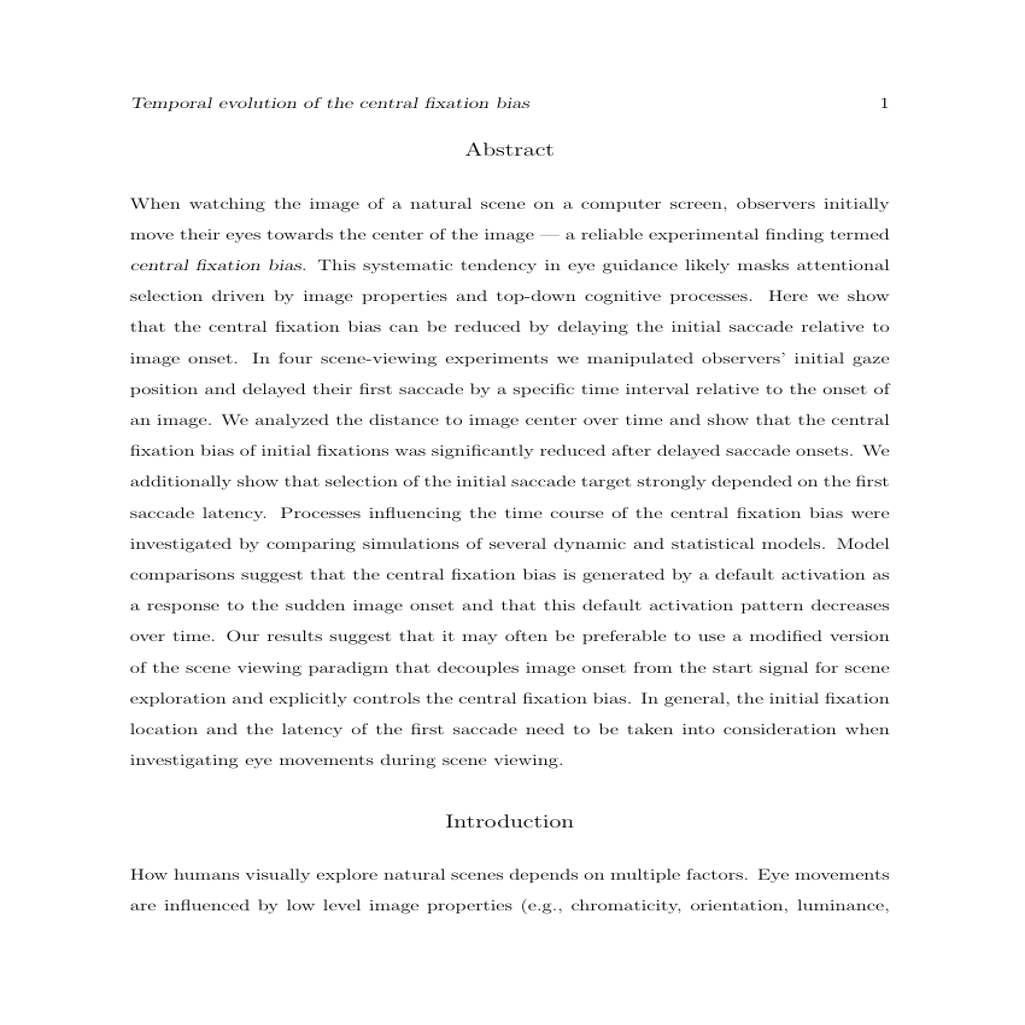 Temporal evolution of the central fixation bias 1
Abstract
When watching the image of a natural scene on a computer screen, observers initially
move their eyes towards the center of the image — a reliable experimental finding termed
central fixation bias. This systematic tendency in eye guidance likely masks attentional
selection driven by image properties and top-down cognitive processes. Here we show
that the central fixation bias can be reduced by delaying the initial saccade relative to
image onset. In four scene-viewing experiments we manipulated observers' initial gaze
position and delayed their first saccade by a specific time interval relative to the onset of
an image. We analyzed the distance to image center over time and show that the central
fixation bias of initial fixations was significantly reduced after delayed saccade onsets. We
additionally show that selection of the initial saccade target strongly depended on the first
saccade latency. Processes influencing the time course of the central fixation bias were
investigated by comparing simulations of several dynamic and statistical models. Model
comparisons suggest that the central fixation bias is generated by a default activation as
a response to the sudden image onset and that this default activation pattern decreases
over time. Our results suggest that it may often be preferable to use a modified version
of the scene viewing paradigm that decouples image onset from the start signal for scene
exploration and explicitly controls the central fixation bias. In general, the initial fixation
location and the latency of the first saccade need to be taken into consideration when
investigating eye movements during scene viewing.
Introduction
How humans visually explore natural scenes depends on multiple factors. Eye movements
are influenced by low level image properties (e.g., chromaticity, orientation, luminance,